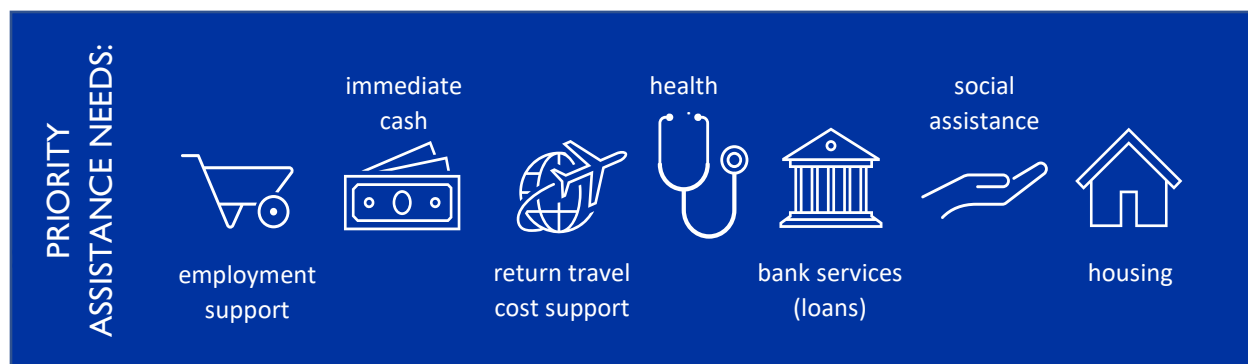 PRIORITY
ASSISTANCE NEEDS:
employment
support
immediate
cash
return travel
cost support
health
bank services
(loans)
social
assistance
housing